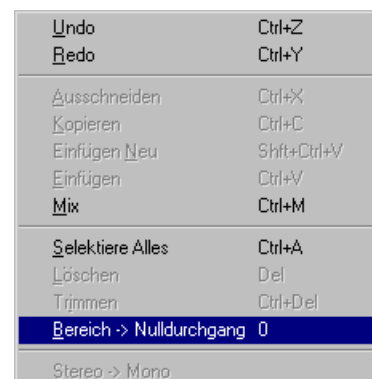 Undo Ctrl+Z
Redo Ctrl+Y
Ausschneiden Ctrl+X
Kopieren Ctrl+C
Einfügen Neu Shft+Ctrl+V
Einfügen Ctrl+V
Mix Ctrl+M
Selektiere Alles Ctrl+A
Löschen Del
Trimmen Ctrl+Del
Bereich -> Nulldurchgang 0
Stereo -> Mono